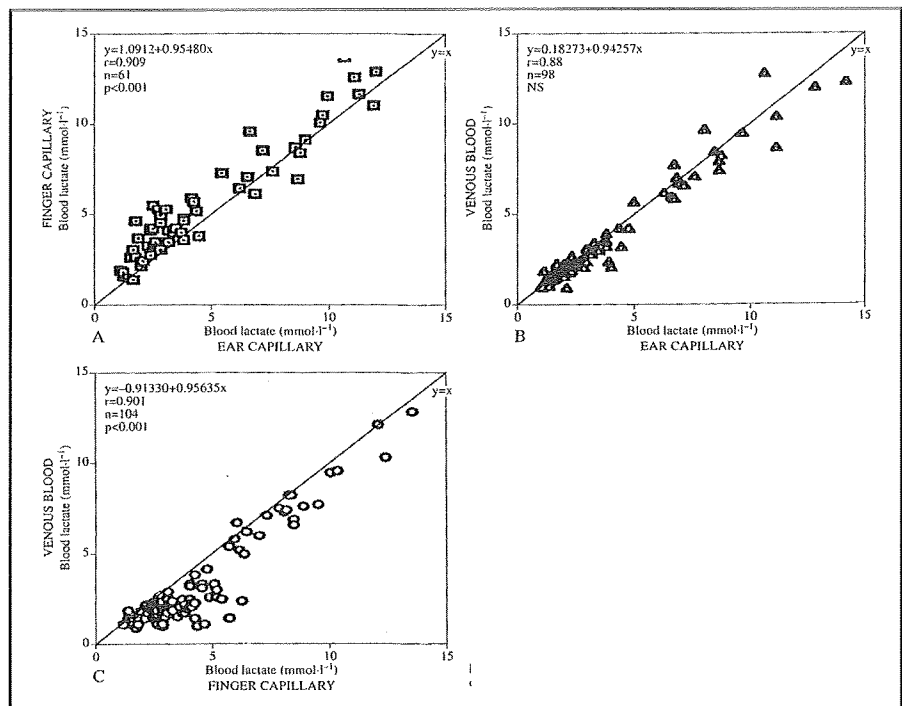 15
y=1.0912+0.95480x
r=0.909
n=61
p<0.001
y=x
10
5
0
FINGER CAPILLARY
Blood lactate (mmol·l⁻¹)
0
5
10
15
Blood lactate (mmol·l⁻¹)
EAR CAPILLARY
A
15
y=0.18273+0.94257x
r=0.88
n=98
NS
y=x
10
5
0
VENOUS BLOOD
Blood lactate (mmol·l⁻¹)
0
5
10
15
Blood lactate (mmol·l⁻¹)
EAR CAPILLARY
B
15
y=–0.91330+0.95635x
r=0.901
n=104
p<0.001
y=x
10
5
0
VENOUS BLOOD
Blood lactate (mmol·l⁻¹)
0
5
10
15
Blood lactate (mmol·l⁻¹)
FINGER CAPILLARY
C